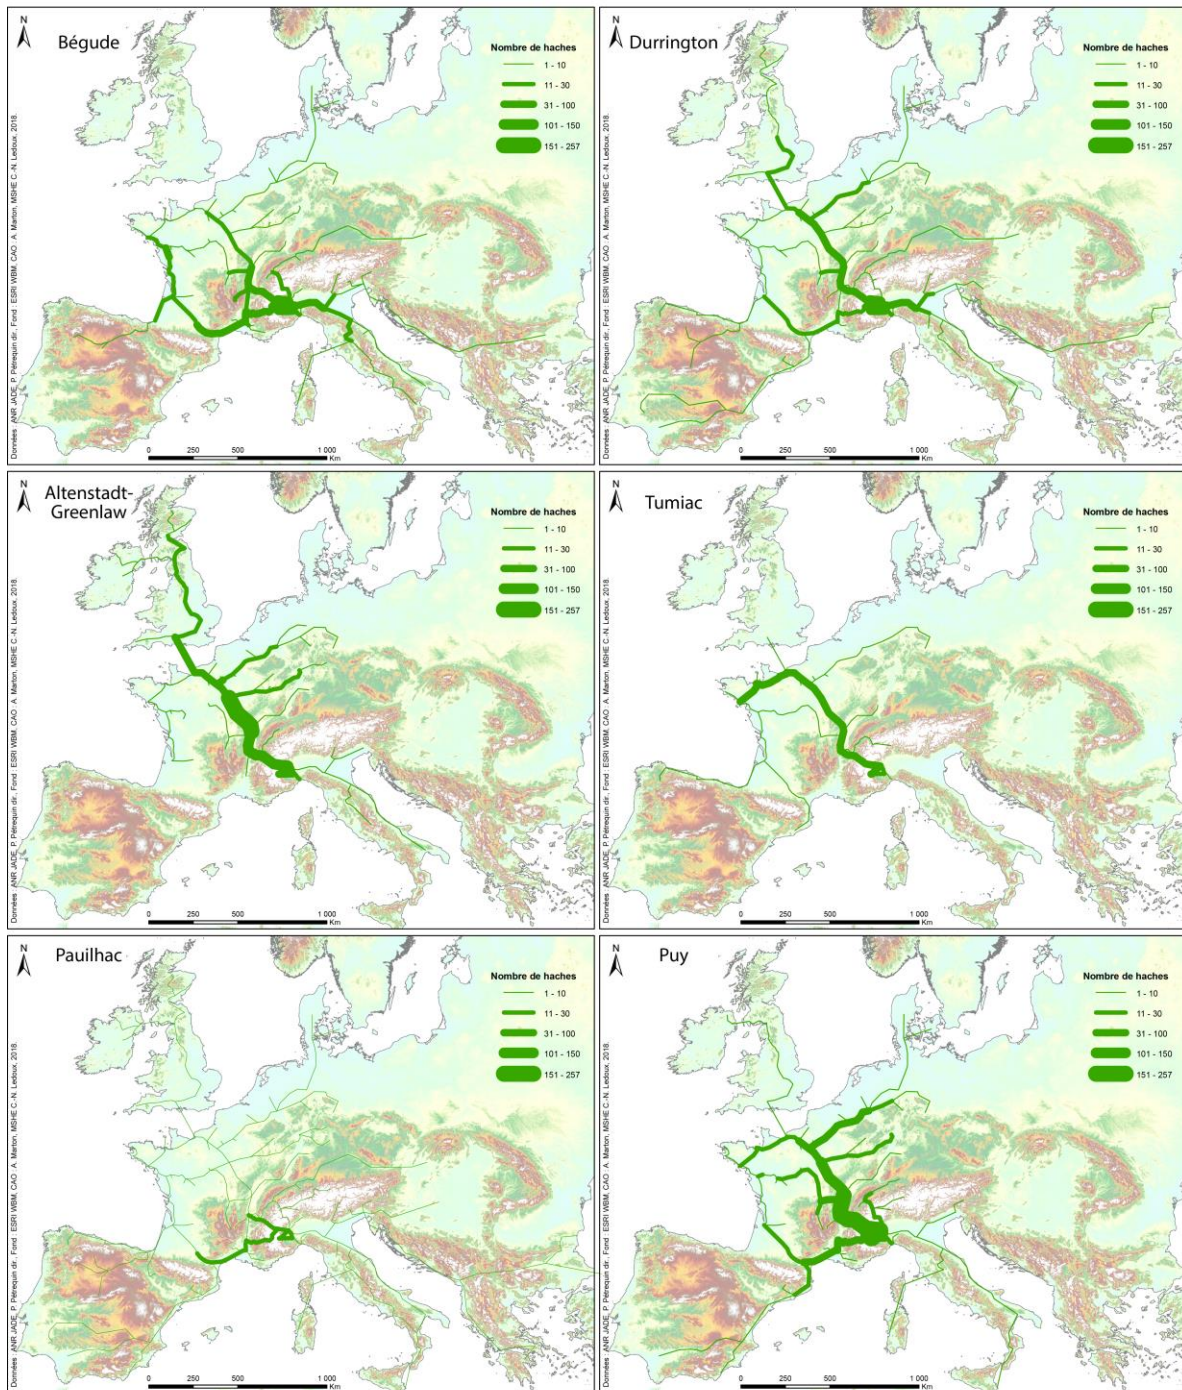 N
Bégude
Nombre de haches
1 - 10
11 - 30
31 - 100
101 - 150
151 - 257
Données : ANR JADE, P. Pétrequin dir., Fond : ESRI WBM, CAO : A. Marton, MSHE C.-N. Ledoux, 2018.
0 250 500 1 000
Km
N
Durrington
Nombre de haches
1 - 10
11 - 30
31 - 100
101 - 150
151 - 257
Données : ANR JADE, P. Pétrequin dir., Fond : ESRI WBM, CAO : A. Marton, MSHE C.-N. Ledoux, 2018.
0 250 500 1 000
Km
N
Altenstadt-
Greenlaw
Nombre de haches
1 - 10
11 - 30
31 - 100
101 - 150
151 - 257
Données : ANR JADE, P. Pétrequin dir., Fond : ESRI WBM, CAO : A. Marton, MSHE C.-N. Ledoux, 2018.
0 250 500 1 000
Km
N
Tumiac
Nombre de haches
1 - 10
11 - 30
31 - 100
101 - 150
151 - 257
Données : ANR JADE, P. Pétrequin dir., Fond : ESRI WBM, CAO : A. Marton, MSHE C.-N. Ledoux, 2018.
0 250 500 1 000
Km
N
Pauilhac
Nombre de haches
1 - 10
11 - 30
31 - 100
101 - 150
151 - 257
Données : ANR JADE, P. Pétrequin dir., Fond : ESRI WBM, CAO : A. Marton, MSHE C.-N. Ledoux, 2018.
0 250 500 1 000
Km
N
Puy
Nombre de haches
1 - 10
11 - 30
31 - 100
101 - 150
151 - 257
Données : ANR JADE, P. Pétrequin dir., Fond : ESRI WBM, CAO : A. Marton, MSHE C.-N. Ledoux, 2018.
0 250 500 1 000
Km